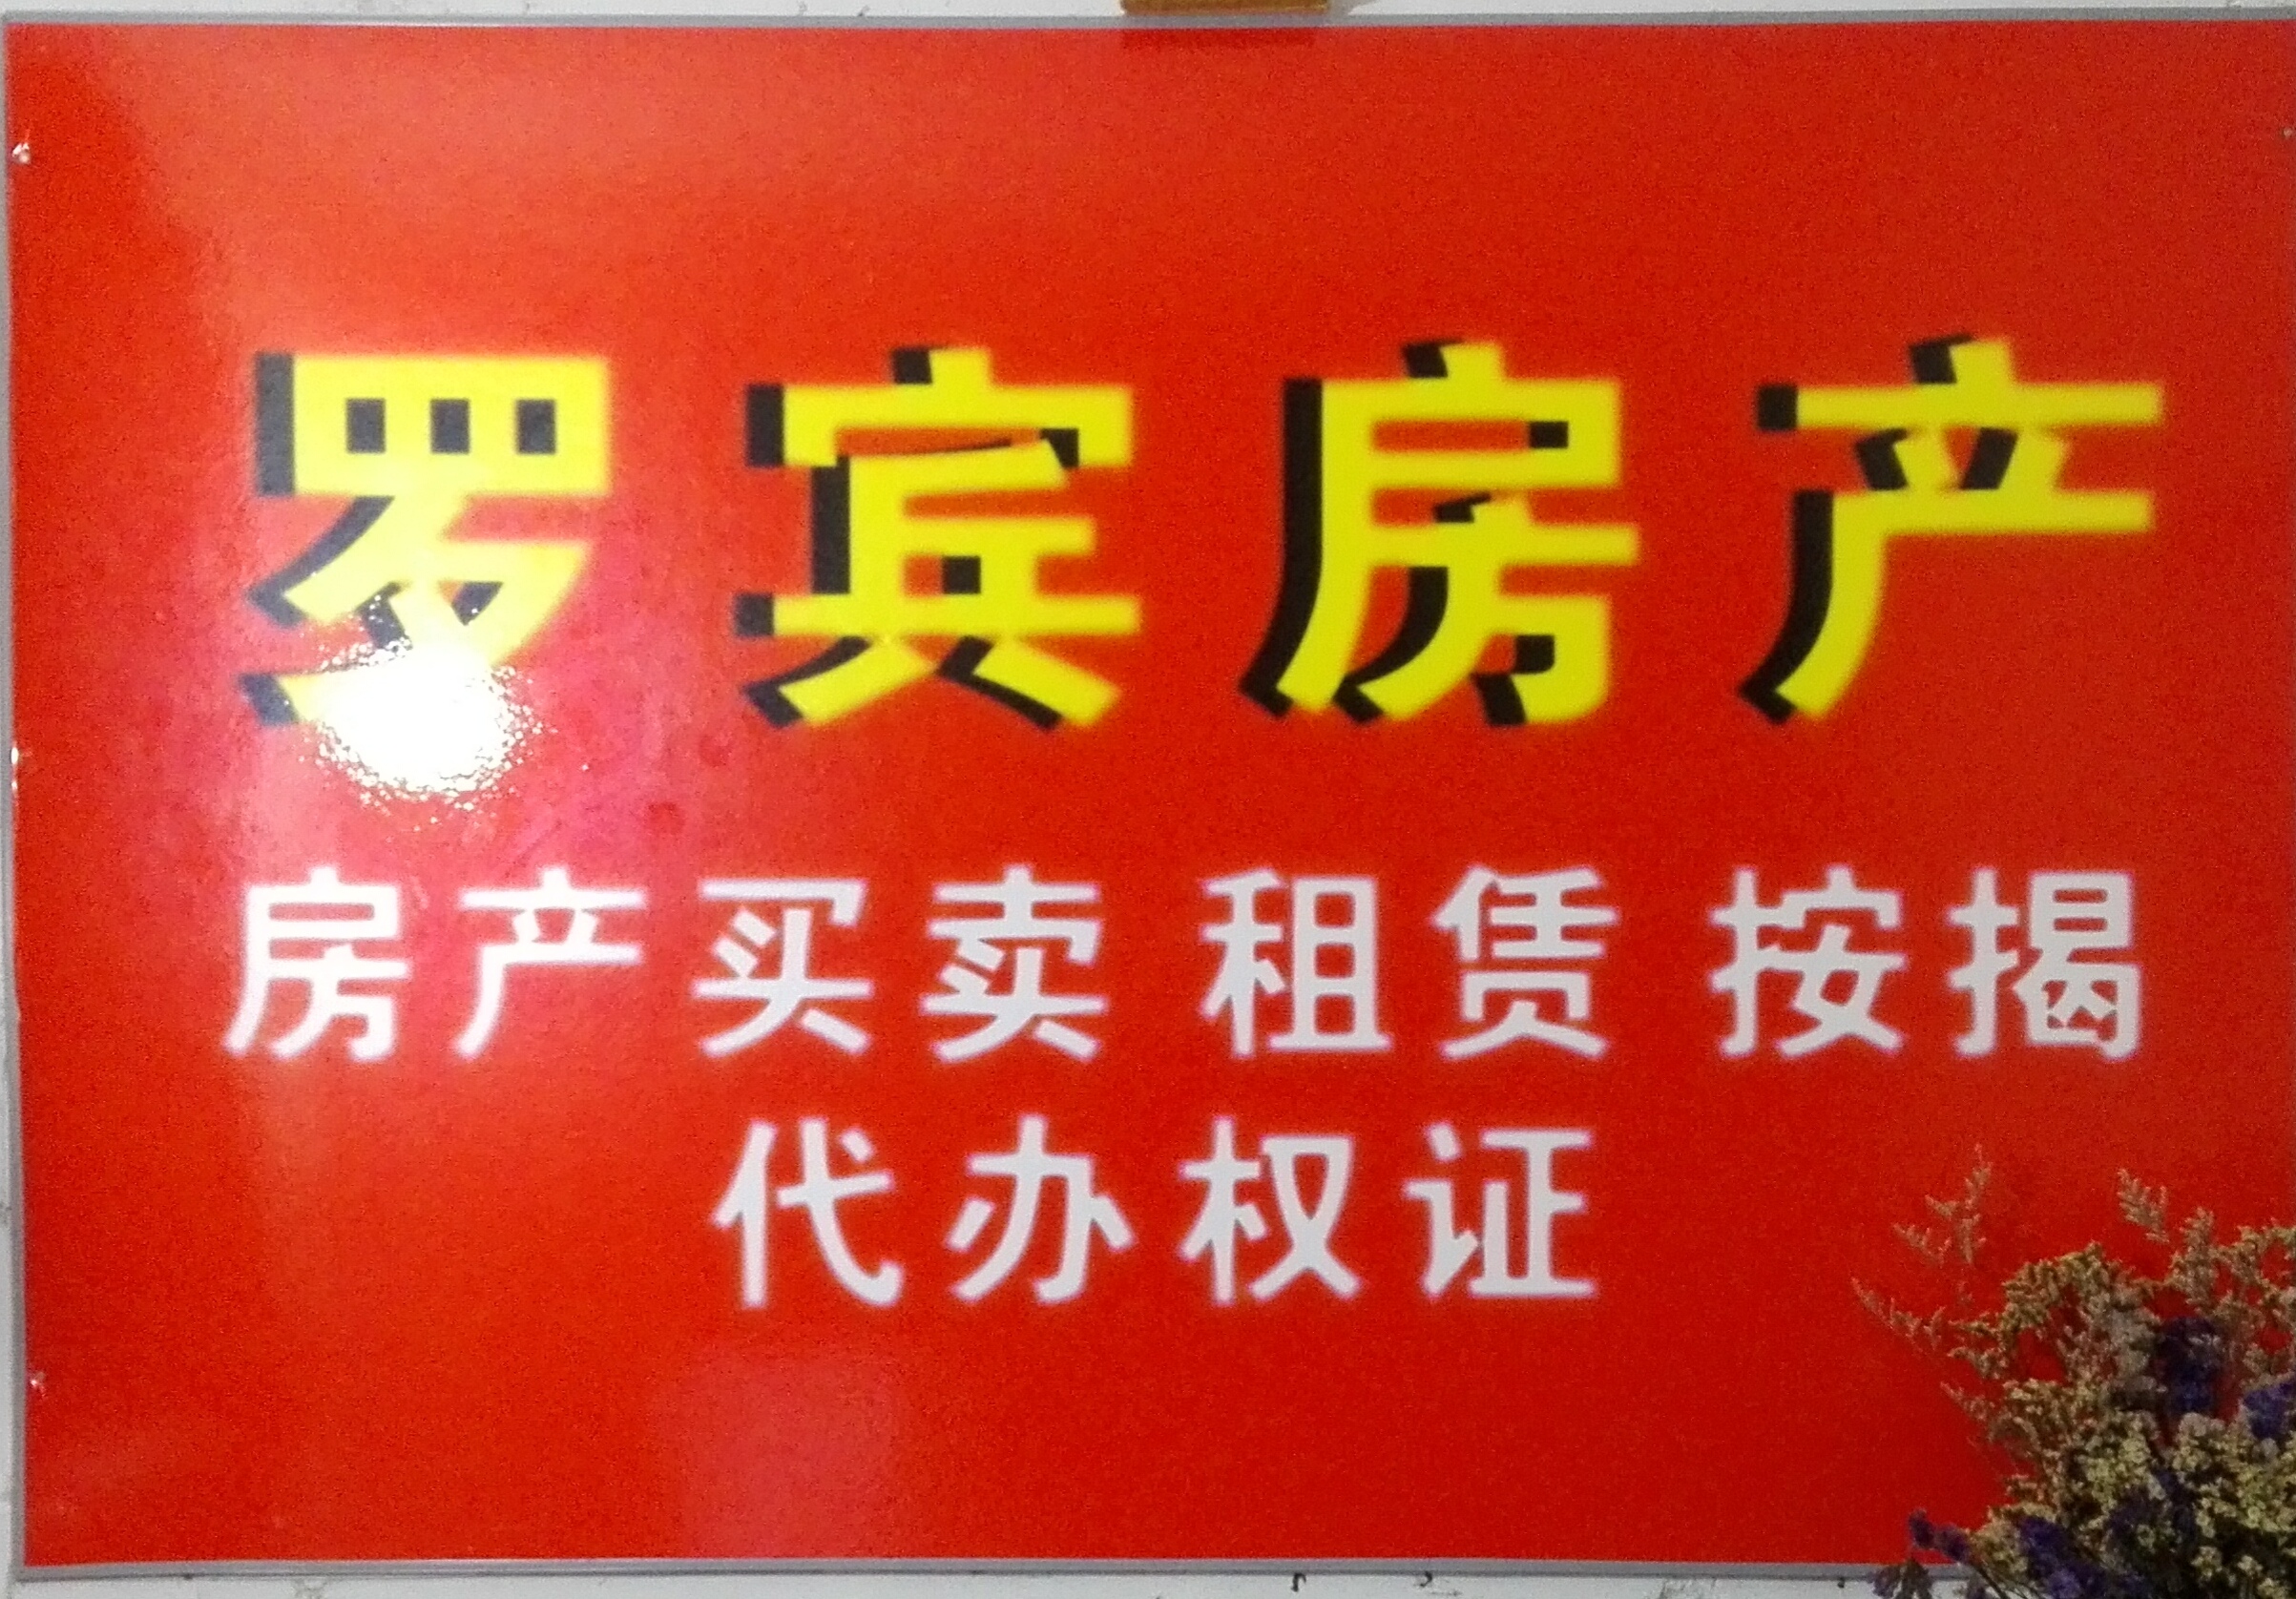 罗宾房产
房产买卖 租赁 按揭
代办权证